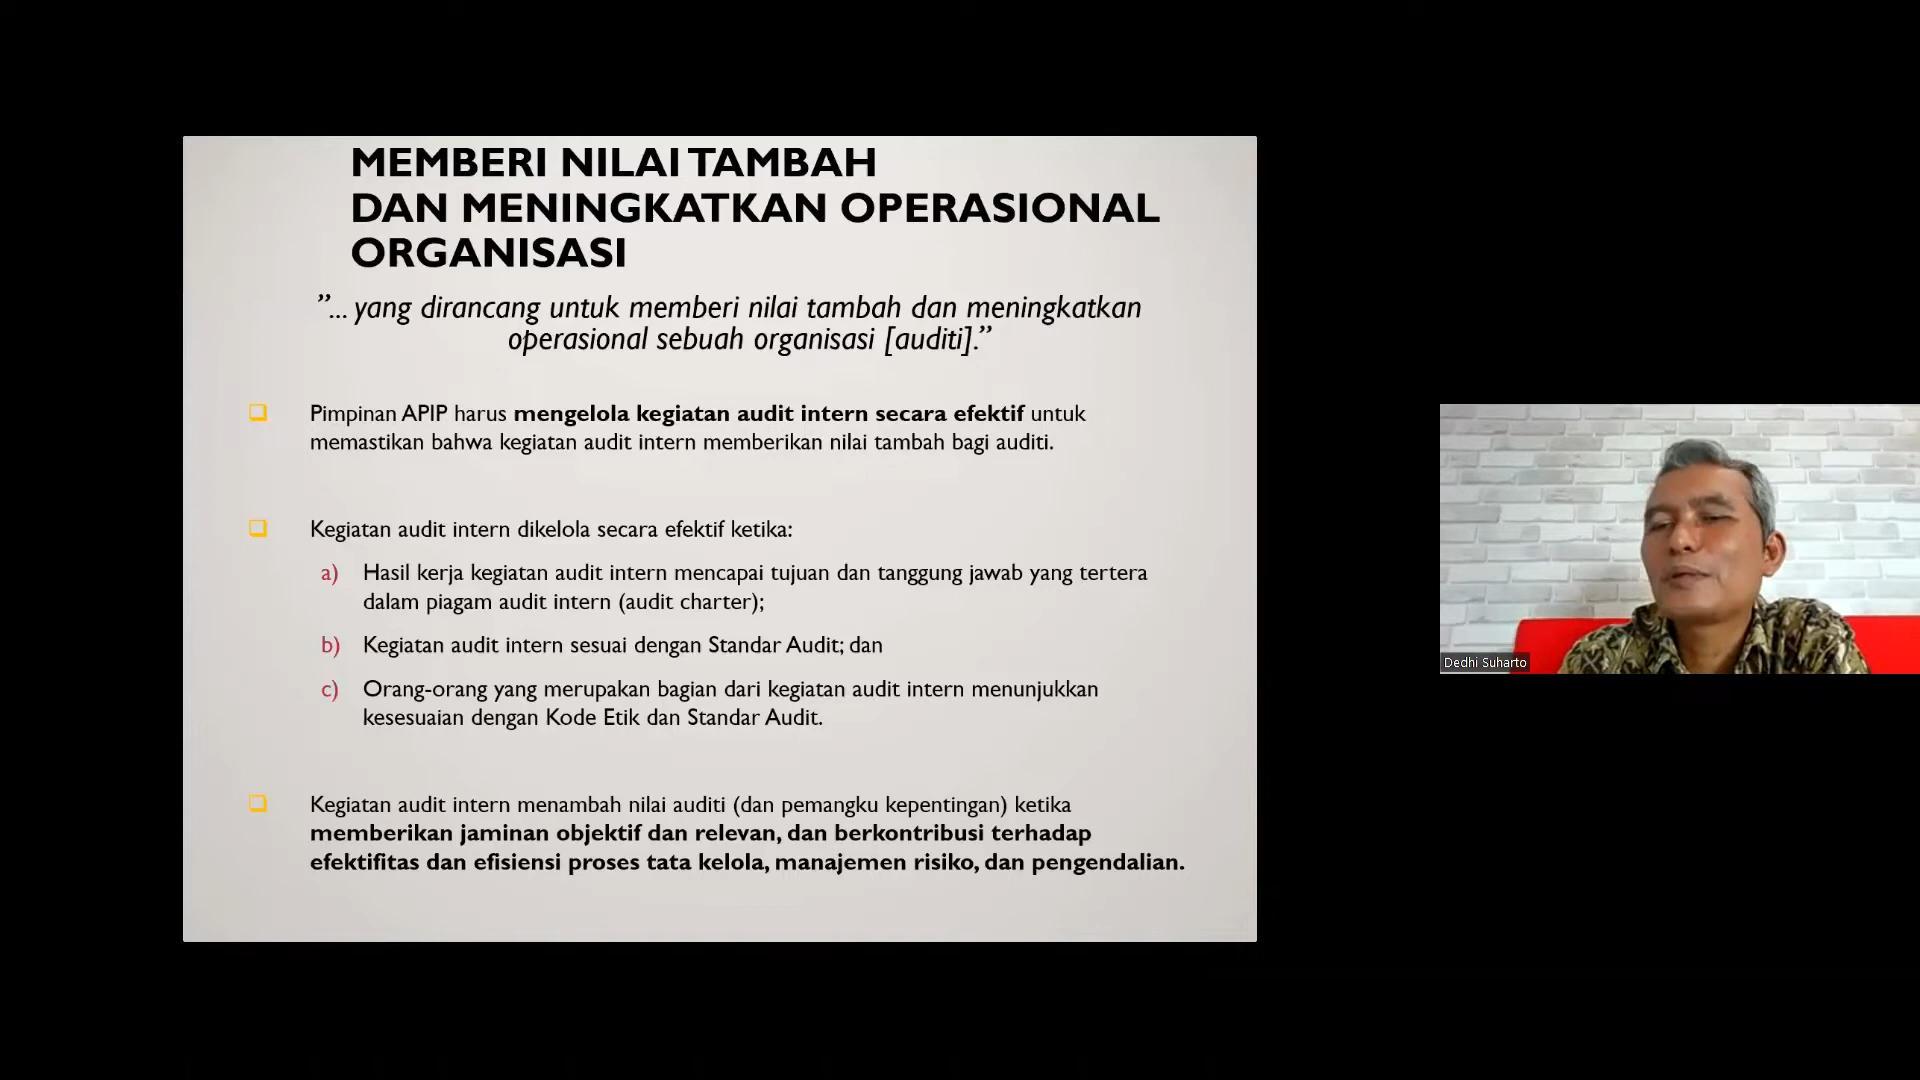 MEMBERI NILAI TAMBAH
DAN MENINGKATKAN OPERASIONAL
ORGANISASI
”... yang dirancang untuk memberi nilai tambah dan meningkatkan
operasional sebuah organisasi [auditi].”
Pimpinan APIP harus mengelola kegiatan audit intern secara efektif untuk
memastikan bahwa kegiatan audit intern memberikan nilai tambah bagi auditi.
Kegiatan audit intern dikelola secara efektif ketika:
a) Hasil kerja kegiatan audit intern mencapai tujuan dan tanggung jawab yang tertera
dalam piagam audit intern (audit charter);
b) Kegiatan audit intern sesuai dengan Standar Audit; dan
c) Orang-orang yang merupakan bagian dari kegiatan audit intern menunjukkan
kesesuaian dengan Kode Etik dan Standar Audit.
Kegiatan audit intern menambah nilai auditi (dan pemangku kepentingan) ketika
memberikan jaminan objektif dan relevan, dan berkontribusi terhadap
efektifitas dan efisiensi proses tata kelola, manajemen risiko, dan pengendalian.
Dedhi Suharto